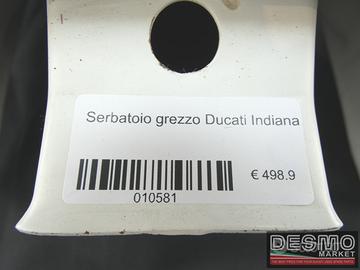 Serbatoio grezzo Ducati Indiana
€ 498.9
010581
DESMO
MARKET